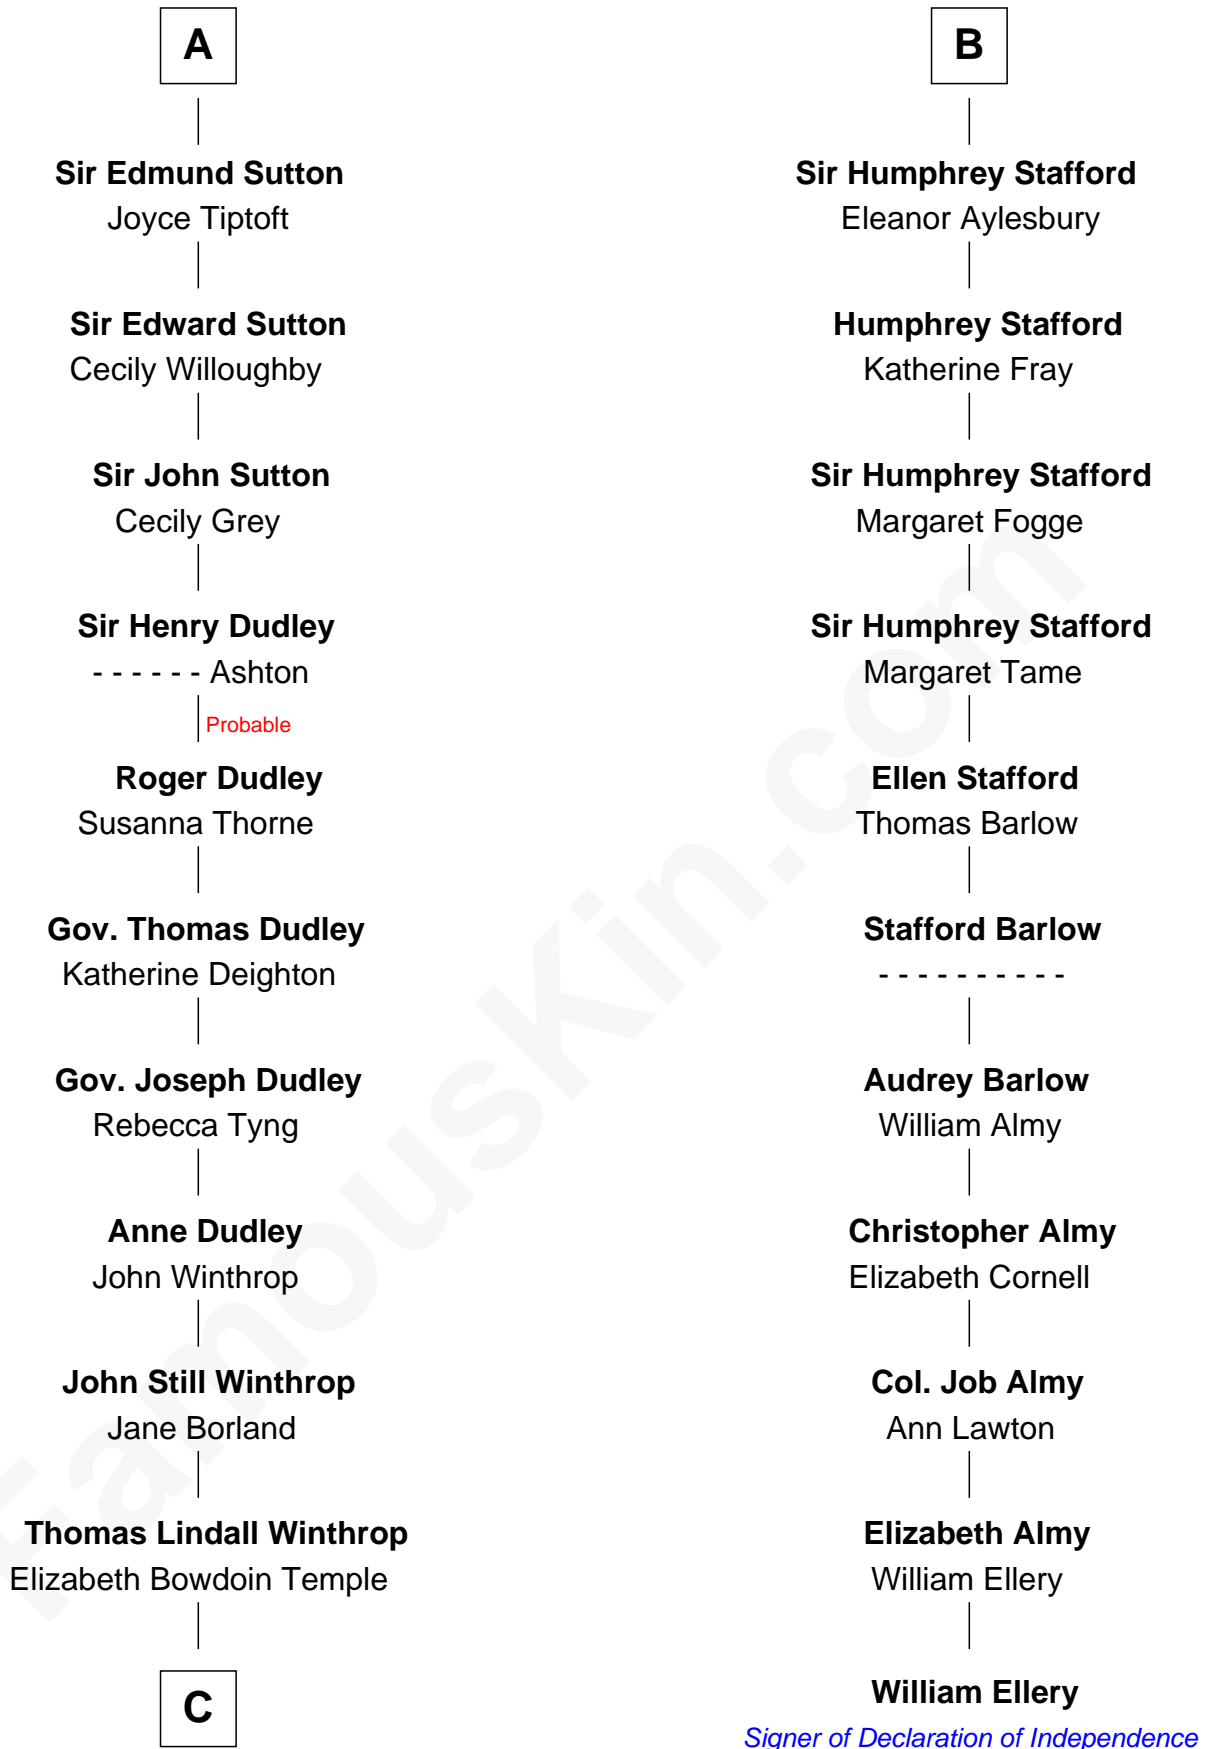 A
Sir Edmund Sutton
Joyce Tiptoft
Sir Edward Sutton
Cecily Willoughby
Sir John Sutton
Cecily Grey
Sir Henry Dudley
- - - - - - Ashton
Probable
Roger Dudley
Susanna Thorne
Gov. Thomas Dudley
Katherine Deighton
Gov. Joseph Dudley
Rebecca Tyng
Anne Dudley
John Winthrop
John Still Winthrop
Jane Borland
Thomas Lindall Winthrop
Elizabeth Bowdoin Temple
C
B
Sir Humphrey Stafford
Eleanor Aylesbury
Humphrey Stafford
Katherine Fray
Sir Humphrey Stafford
Margaret Fogge
Sir Humphrey Stafford
Margaret Tame
Ellen Stafford
Thomas Barlow
Stafford Barlow
- - - - - - - - - -
Audrey Barlow
William Almy
Christopher Almy
Elizabeth Cornell
Col. Job Almy
Ann Lawton
Elizabeth Almy
William Ellery
William Ellery
Signer of Declaration of Independence
FamousKin.com